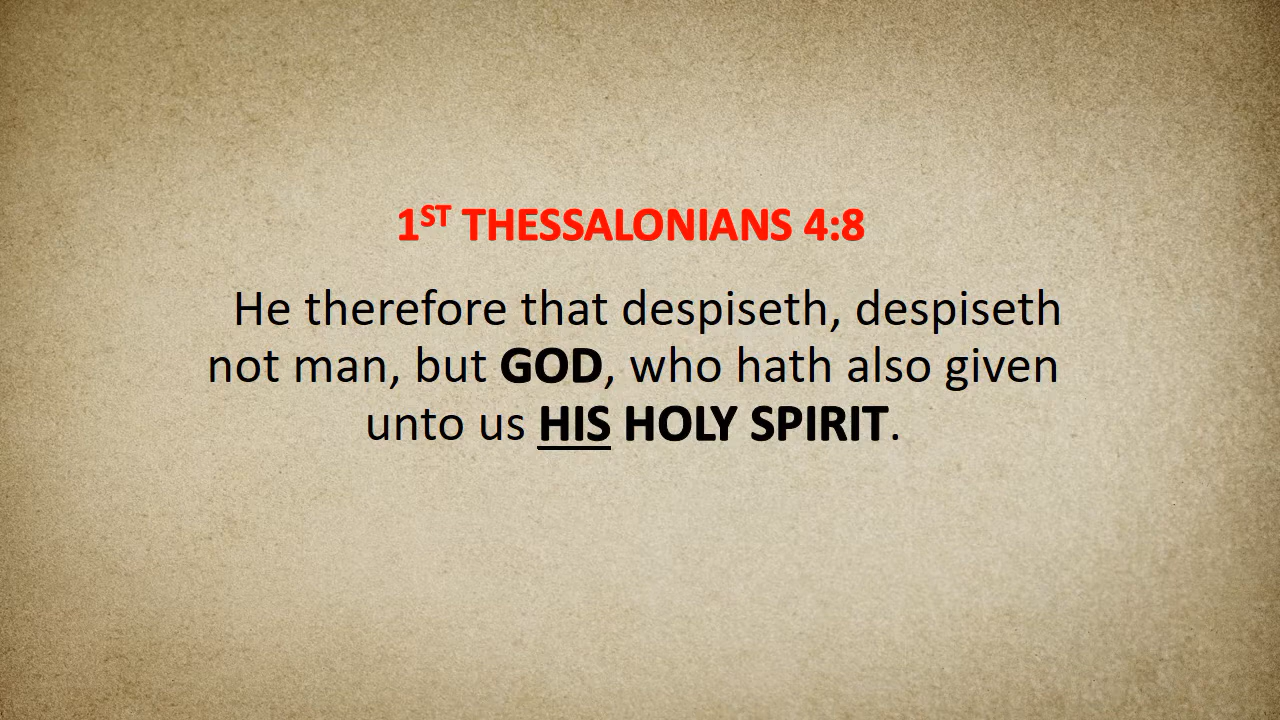 1ST THESSALONIANS 4:8
He therefore that despiseth, despiseth
not man, but GOD, who hath also given
unto us HIS HOLY SPIRIT.